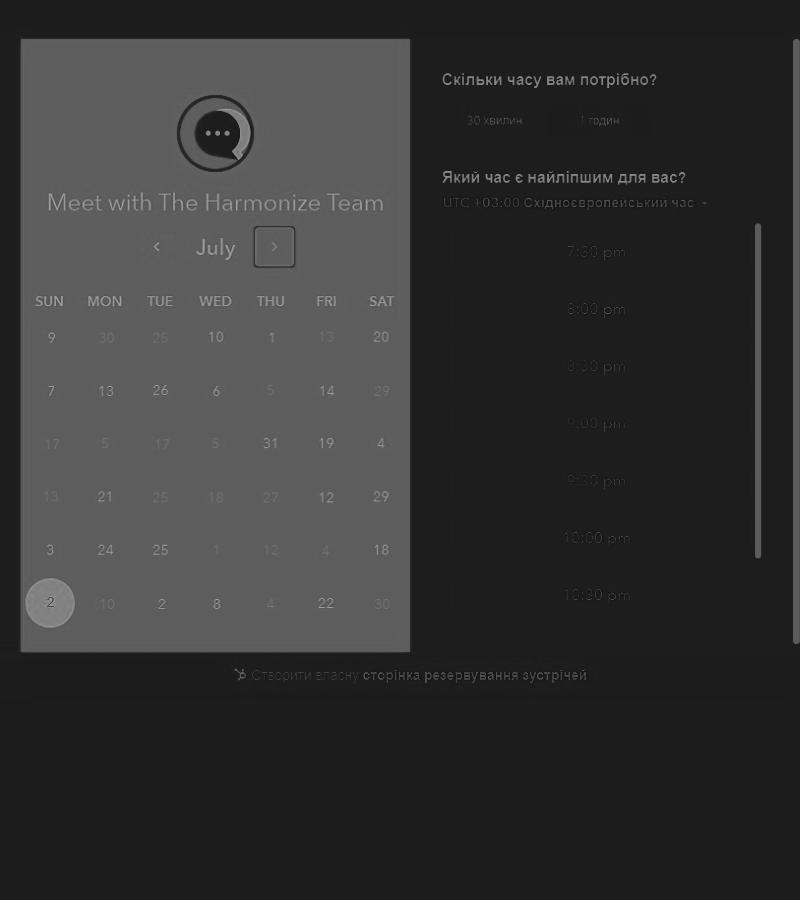 Meet with The Harmonize Team
July
SUN MON TUE WED THU FRI SAT
9 30 25 10 1 13 20
7 13 26 6 5 14 29
17 5 17 5 31 19 4
13 21 25 18 27 12 29
3 24 25 1 12 4 18
2 10 2 8 4 22 30
Скільки часу вам потрібно?
30 хвилин 1 годин
Який час є найліпшим для вас?
UTC +03:00 Східноєвропейський час
7:30 pm
8:00 pm
8:30 pm
9:00 pm
9:30 pm
10:00 pm
10:30 pm
Створити власну сторінка резервування зустрічей